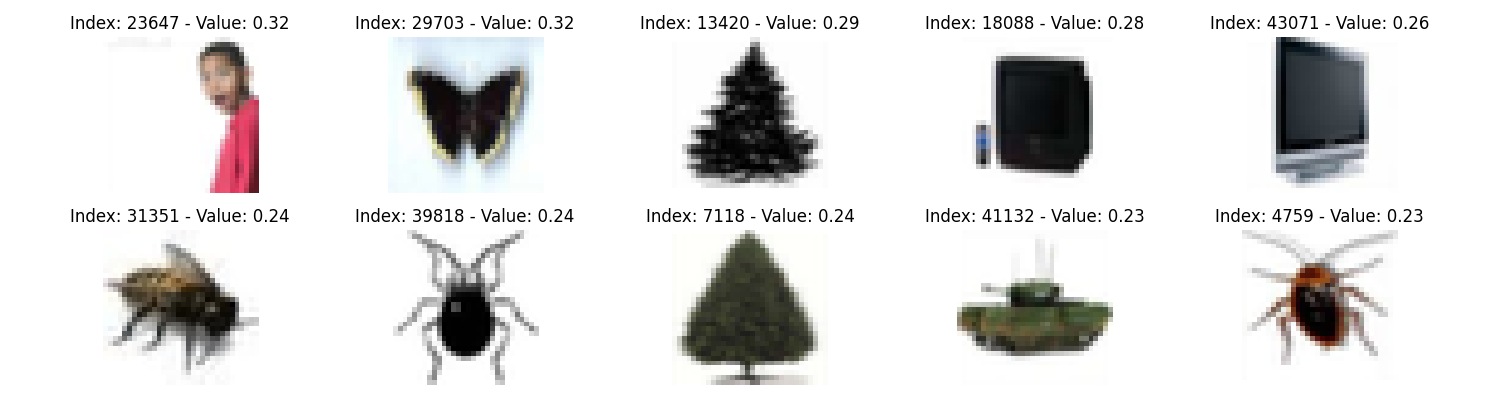 Index: 23647 - Value: 0.32
Index: 29703 - Value: 0.32
Index: 13420 - Value: 0.29
Index: 18088 - Value: 0.28
Index: 43071 - Value: 0.26
Index: 31351 - Value: 0.24
Index: 39818 - Value: 0.24
Index: 7118 - Value: 0.24
Index: 41132 - Value: 0.23
Index: 4759 - Value: 0.23